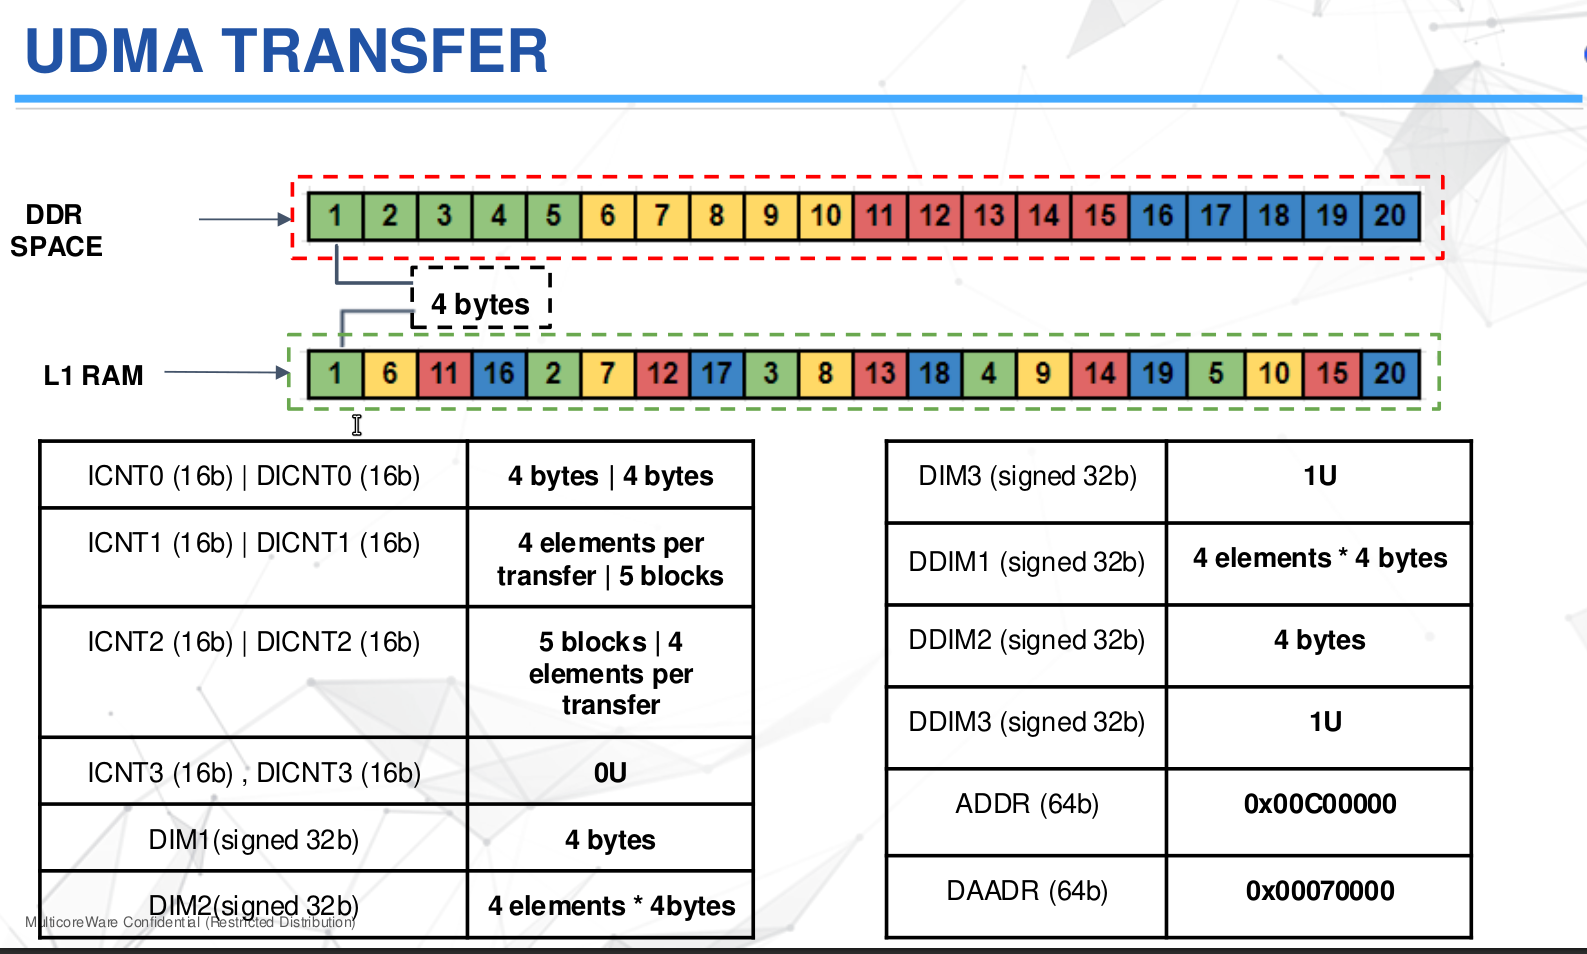 UDMA TRANSFER
DDR
SPACE
1 2 3 4 5 6 7 8 9 10 11 12 13 14 15 16 17 18 19 20
4 bytes
L1 RAM
1 6 11 16 2 7 12 17 3 8 13 18 4 9 14 19 5 10 15 20
ICNT0 (16b) | DICNT0 (16b)
4 bytes | 4 bytes
ICNT1 (16b) | DICNT1 (16b)
4 elements per
transfer | 5 blocks
ICNT2 (16b) | DICNT2 (16b)
5 blocks | 4
elements per
transfer
ICNT3 (16b) , DICNT3 (16b)
0U
DIM1(signed 32b)
4 bytes
DIM2(signed 32b)
4 elements * 4bytes
DIM3 (signed 32b)
1U
DDIM1 (signed 32b)
4 elements * 4 bytes
DDIM2 (signed 32b)
4 bytes
DDIM3 (signed 32b)
1U
ADDR (64b)
0x00C00000
DAADR (64b)
0x00070000
MulticoreWare Confidential (Restricted Distribution)